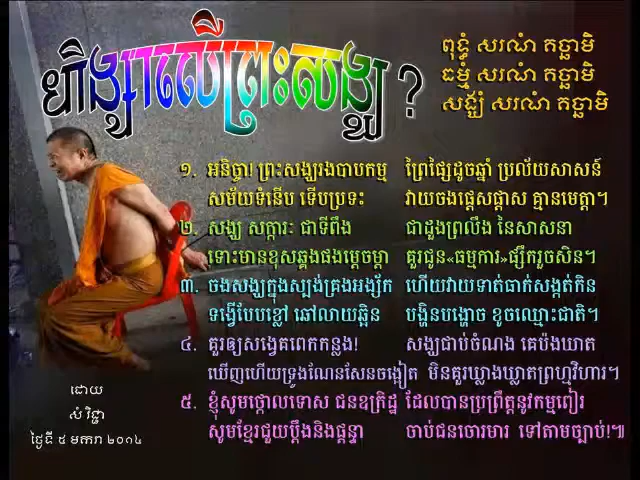 ហិង្សាលើព្រះសង្ឃ ?
ពុទ្ធំ សរណំ គច្ឆាមិ
ធម្មំ សរណំ គច្ឆាមិ
សង្ឃំ សរណំ គច្ឆាមិ
១. អនិច្ចា! ព្រះសង្ឃរងបាបកម្ម ព្រៃផ្សៃដូចឆ្នាំ ប្រល័យសាសន៍
សម័យទំនើប ទើបប្រទះ វាយចងផ្ដេសផ្ដាស គ្មានមេត្តា។
២. សង្ឃ សក្ការៈ ជាទីពឹង ជាដួងព្រលឹង នៃសាសនា
ទោះមានខុសឆ្គងផងម្ដេចម្ដា គួរជូន«ធម្មការ»ផ្សឹករួចសិន។
៣. ចងសង្ឃក្នុងស្បង់គ្រងអង្ស័ក ហើយវាយទាត់ធាក់សង្កត់កិន
ទង្វើបែបខ្លៅ ឆៅលាយឆ្អិន បង្ហិនបង្ហោច ខូចឈ្មោះជាតិ។
៤. គួរឲ្យសង្វេគពេកកន្លង! សង្ឃជាប់ចំណង គេប៉ងឃាត
ឃើញហើយទ្រូងណែនសែនចង្អៀត មិនគួរឃ្លាងឃ្លាតព្រហ្មវិហារ។
៥. ខ្ញុំសូមថ្កោលទោស ជនឧក្រិដ្ឋ ដែលបានប្រព្រឹត្តនូវកម្មពៀរ
សូមខ្មែរជួយប្ដឹងនិងផ្ដន្ទា ចាប់ជនចោរមារ ទៅតាមច្បាប់!៕
ដោយ
សំ វិជ្ជា
ថ្ងៃទី ៥ មករា ២០១៤